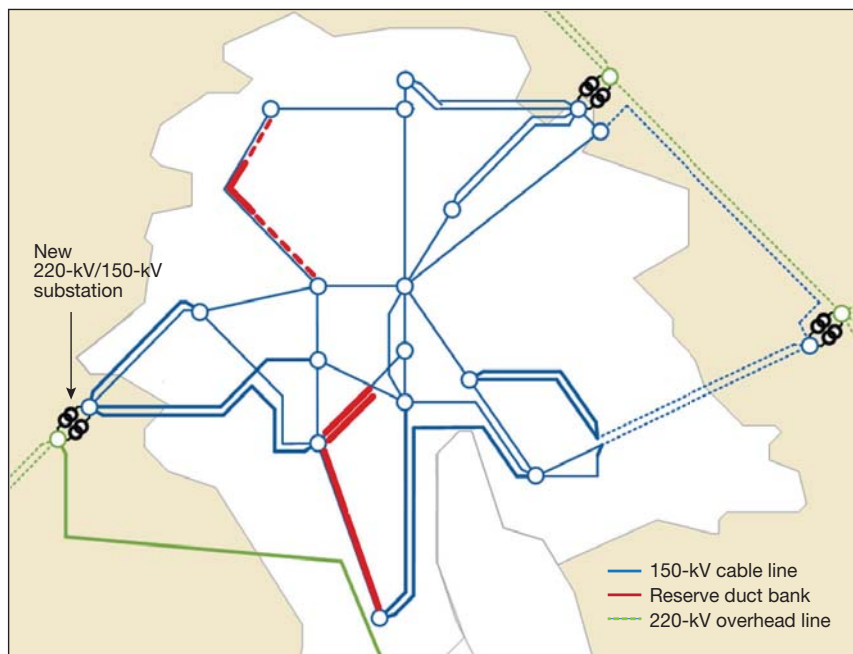 New
220-kV/150-kV
substation
150-kV cable line
Reserve duct bank
220-kV overhead line